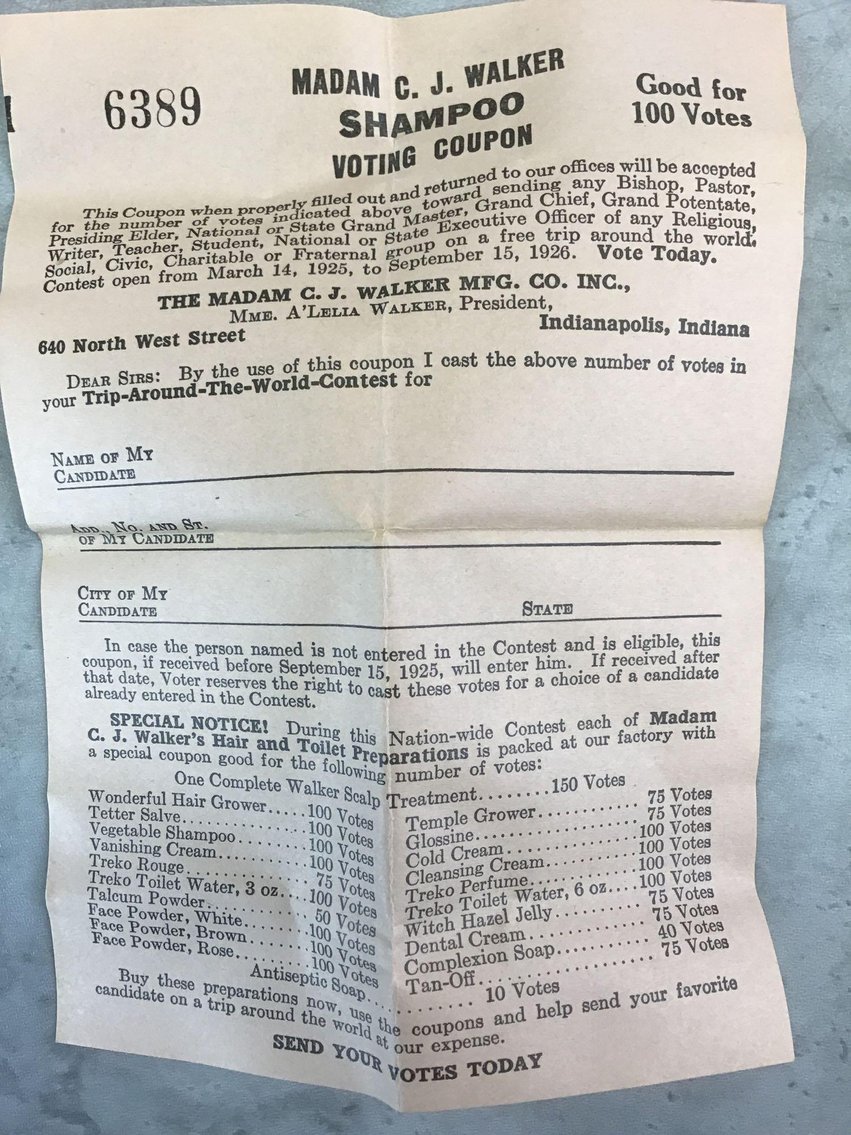 6389
MADAM C. J. WALKER
SHAMPOO
VOTING COUPON
Good for
100 Votes
This Coupon when properly filled out and returned to our offices will be accepted
for the number of votes indicated above toward sending any Bishop, Pastor,
Presiding Elder, National or State Grand Master, Grand Chief, Grand Potentate,
Writer, Teacher, Student, National or State Executive Officer of any Religious,
Social, Civic, Charitable or Fraternal group on a free trip around the world.
Contest open from March 14, 1925, to September 15, 1926. Vote Today.
THE MADAM C. J. WALKER MFG. CO. INC.,
MME. A'LELIA WALKER, President,
640 North West Street Indianapolis, Indiana
DEAR SIRS: By the use of this coupon I cast the above number of votes in
your Trip-Around-The-World-Contest for
NAME OF MY
CANDIDATE
ADD., NO. AND ST.
OF MY CANDIDATE
CITY OF MY
CANDIDATE STATE
In case the person named is not entered in the Contest and is eligible, this
coupon, if received before September 15, 1925, will enter him. If received after
that date, Voter reserves the right to cast these votes for a choice of a candidate
already entered in the Contest.
SPECIAL NOTICE! During this Nation-wide Contest each of Madam
C. J. Walker's Hair and Toilet Preparations is packed at our factory with
a special coupon good for the following number of votes:
One Complete Walker Scalp Treatment........150 Votes
Wonderful Hair Grower.....100 Votes
Tetter Salve...............100 Votes
Vegetable Shampoo........100 Votes
Vanishing Cream..........100 Votes
Treko Rouge............... 75 Votes
Treko Toilet Water, 3 oz....100 Votes
Talcum Powder............ 50 Votes
Face Powder, White........100 Votes
Face Powder, Brown.......100 Votes
Face Powder, Rose.........100 Votes
Temple Grower............ 75 Votes
Glossine................... 75 Votes
Cold Cream...............100 Votes
Cleansing Cream..........100 Votes
Treko Perfume............100 Votes
Treko Toilet Water, 6 oz....100 Votes
Witch Hazel Jelly.......... 75 Votes
Dental Cream............. 75 Votes
Complexion Soap.......... 40 Votes
Tan-Off................... 75 Votes
Antiseptic Soap............... 10 Votes
Buy these preparations now, use the coupons and help send your favorite
candidate on a trip around the world at our expense.
SEND YOUR VOTES TODAY